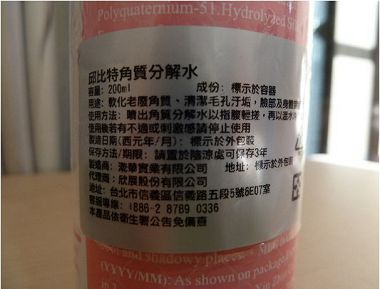 Polyquaternium-51, Hydrolyzed
邱比特角質分解水
容量: 200ml 成份: 標示於容器
用途: 軟化老廢角質、清潔毛孔汙垢，臉部及身體
使用方法: 噴出角質分解水以指腹輕搓，再以溫水
使用後若有不適或刺激感請停止使用
製造日期(西元年/月): 標示於外包裝
保存方法/期限: 請置於陰涼處可保存3年
實業有限公司 地址: 標示於外包
代理商: 欣展股份有限公司
地址: 台北市信義區信義路五段5號6E07室
客服專線: +886-2 8789 0336
本產品依衛生署公告免備查
and shadowy places
(YYYY/MM): As shown on package